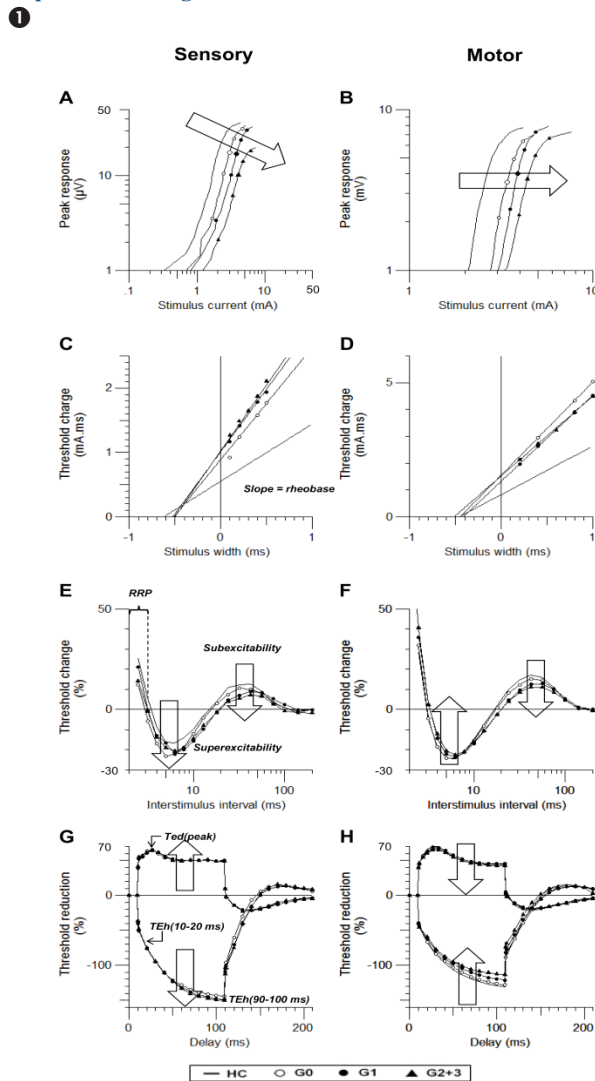 ❶
Sensory
Motor
A
B
50
10
1
Peak response
(µV)
.1
1
10
50
Stimulus current (mA)
10
1
Peak response
(mV)
1
10
Stimulus current (mA)
C
D
2
1
0
Threshold charge
(mA.ms)
Slope = rheobase
-1
0
1
Stimulus width (ms)
5
0
Threshold charge
(mA.ms)
-1
0
1
Stimulus width (ms)
E
F
RRP
50
0
-30
Threshold change
(%)
Subexcitability
Superexcitability
10
100
Interstimulus interval (ms)
50
0
-30
Threshold change
(%)
10
100
Interstimulus interval (ms)
G
H
70
0
-100
Threshold reduction
(%)
Ted(peak)
TEh(10-20 ms)
TEh(90-100 ms)
0
100
200
Delay (ms)
70
0
-100
Threshold reduction
(%)
0
100
200
Delay (ms)
HC G0 G1 G2+3